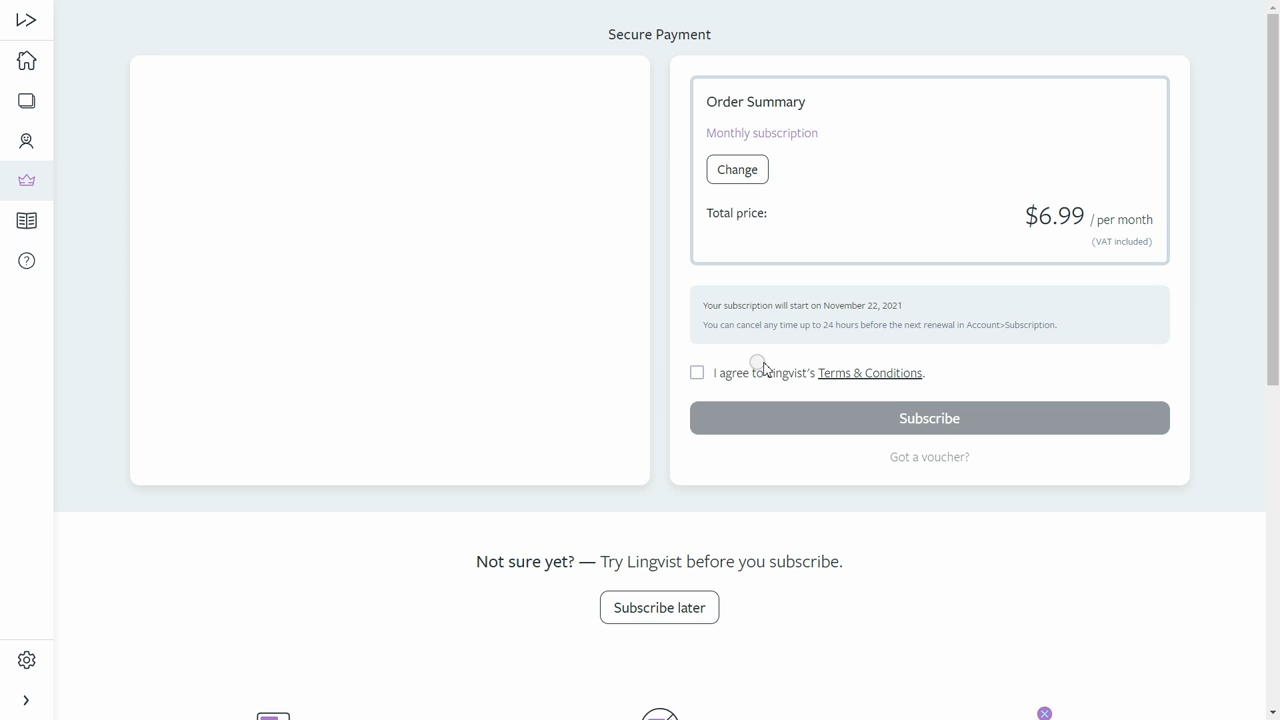 Secure Payment
Order Summary
Monthly subscription
Change
Total price:
$6.99 / per month
(VAT included)
Your subscription will start on November 22, 2021
You can cancel any time up to 24 hours before the next renewal in Account>Subscription.
I agree to Lingvist's Terms & Conditions.
Subscribe
Got a voucher?
Not sure yet? — Try Lingvist before you subscribe.
Subscribe later